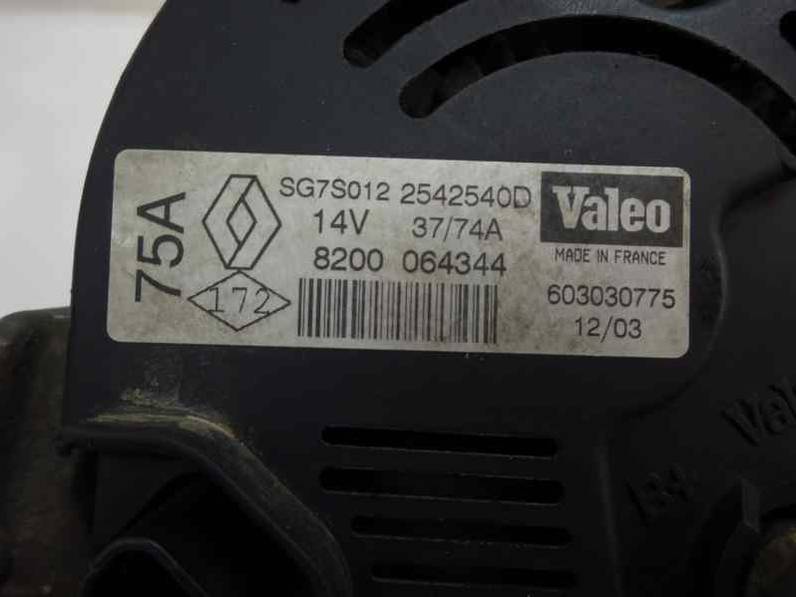 75A
SG7S012 2542540D
14V 37/74A
8200 064344
172
Valeo
MADE IN FRANCE
603030775
12/03
B+